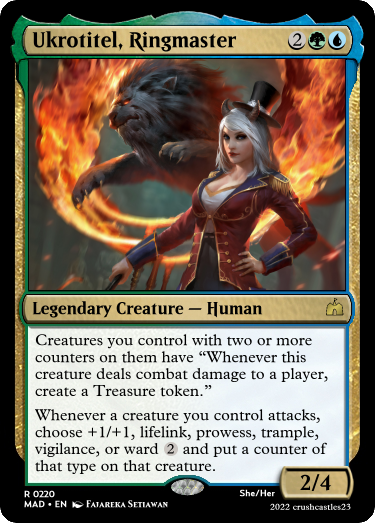 Ukrotitel, Ringmaster 2
Legendary Creature — Human
Creatures you control with two or more
counters on them have “Whenever this
creature deals combat damage to a player,
create a Treasure token.”
Whenever a creature you control attacks,
choose +1/+1, lifelink, prowess, trample,
vigilance, or ward 2 and put a counter of
that type on that creature.
2/4
R 0220
MAD • EN Fajareka Setiawan
She/Her
2022 crushcastles23